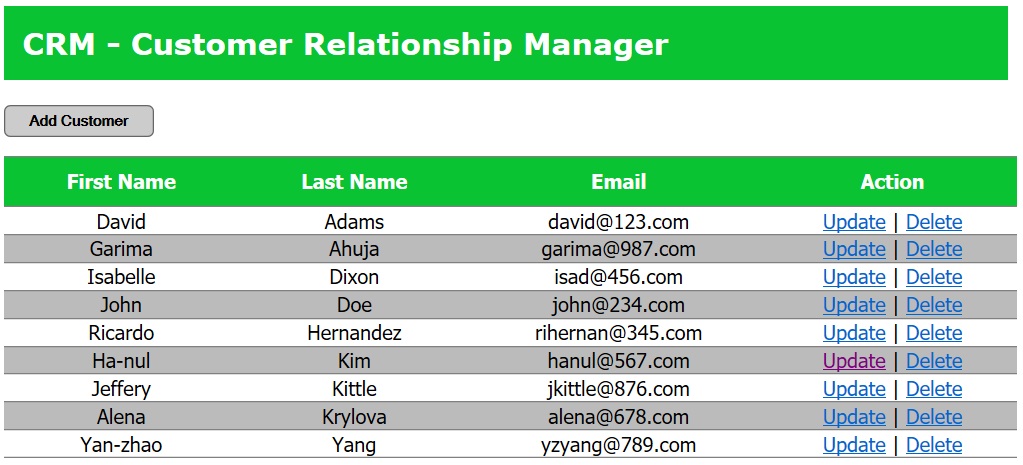 CRM - Customer Relationship Manager
Add Customer
First Name Last Name Email Action
David Adams david@123.com Update | Delete
Garima Ahuja garima@987.com Update | Delete
Isabelle Dixon isad@456.com Update | Delete
John Doe john@234.com Update | Delete
Ricardo Hernandez rihernan@345.com Update | Delete
Ha-nul Kim hanul@567.com Update | Delete
Jeffery Kittle jkittle@876.com Update | Delete
Alena Krylova alena@678.com Update | Delete
Yan-zhao Yang yzyang@789.com Update | Delete